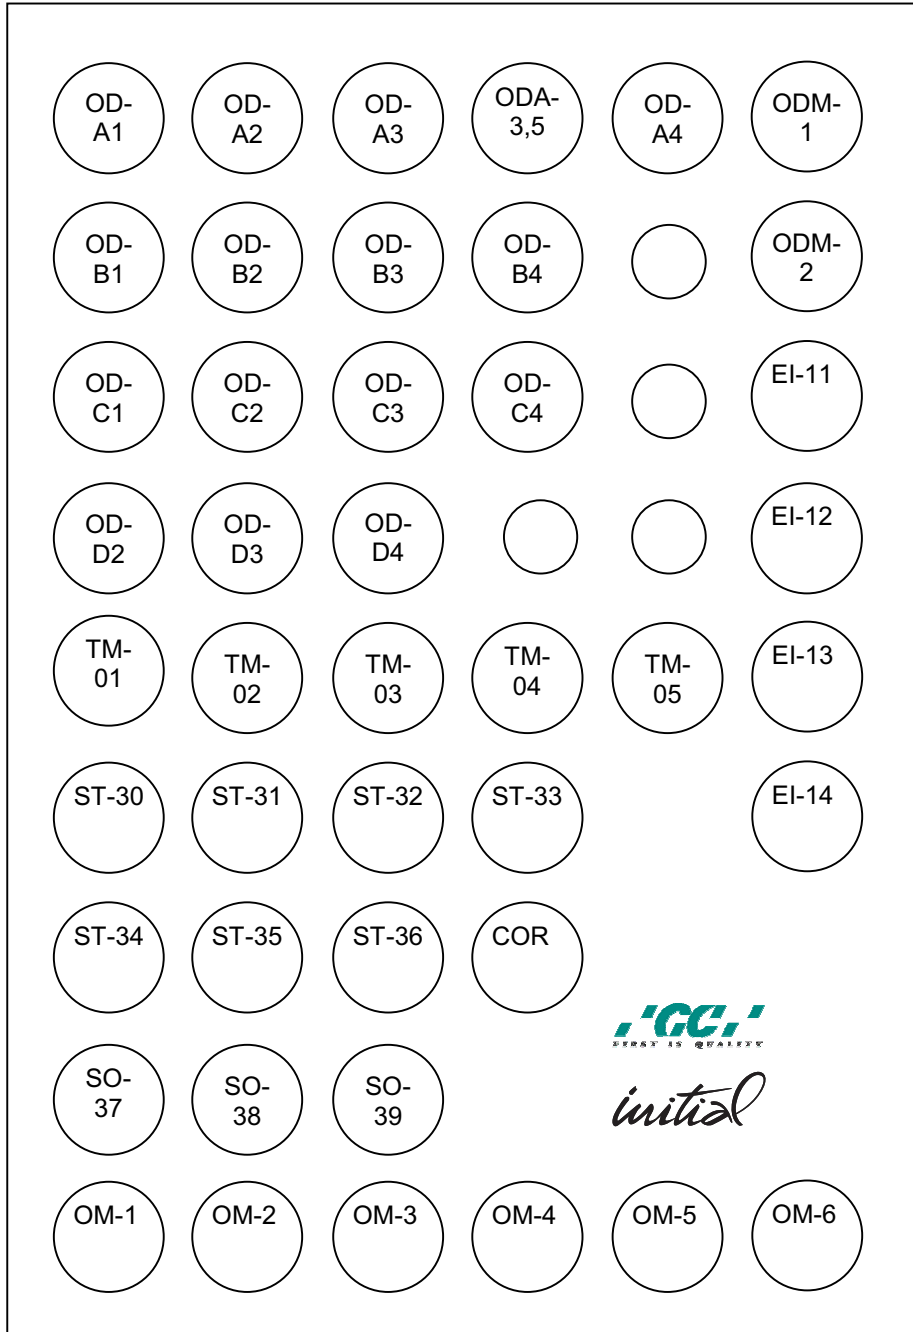 OD-
A1
OD-
A2
OD-
A3
ODA-
3,5
OD-
A4
ODM-
1
OD-
B1
OD-
B2
OD-
B3
OD-
B4
ODM-
2
OD-
C1
OD-
C2
OD-
C3
OD-
C4
EI-11
OD-
D2
OD-
D3
OD-
D4
EI-12
TM-
01
TM-
02
TM-
03
TM-
04
TM-
05
EI-13
ST-30
ST-31
ST-32
ST-33
EI-14
ST-34
ST-35
ST-36
COR
GC
FIRST IS QUALITY
SO-
37
SO-
38
SO-
39
initial
OM-1
OM-2
OM-3
OM-4
OM-5
OM-6